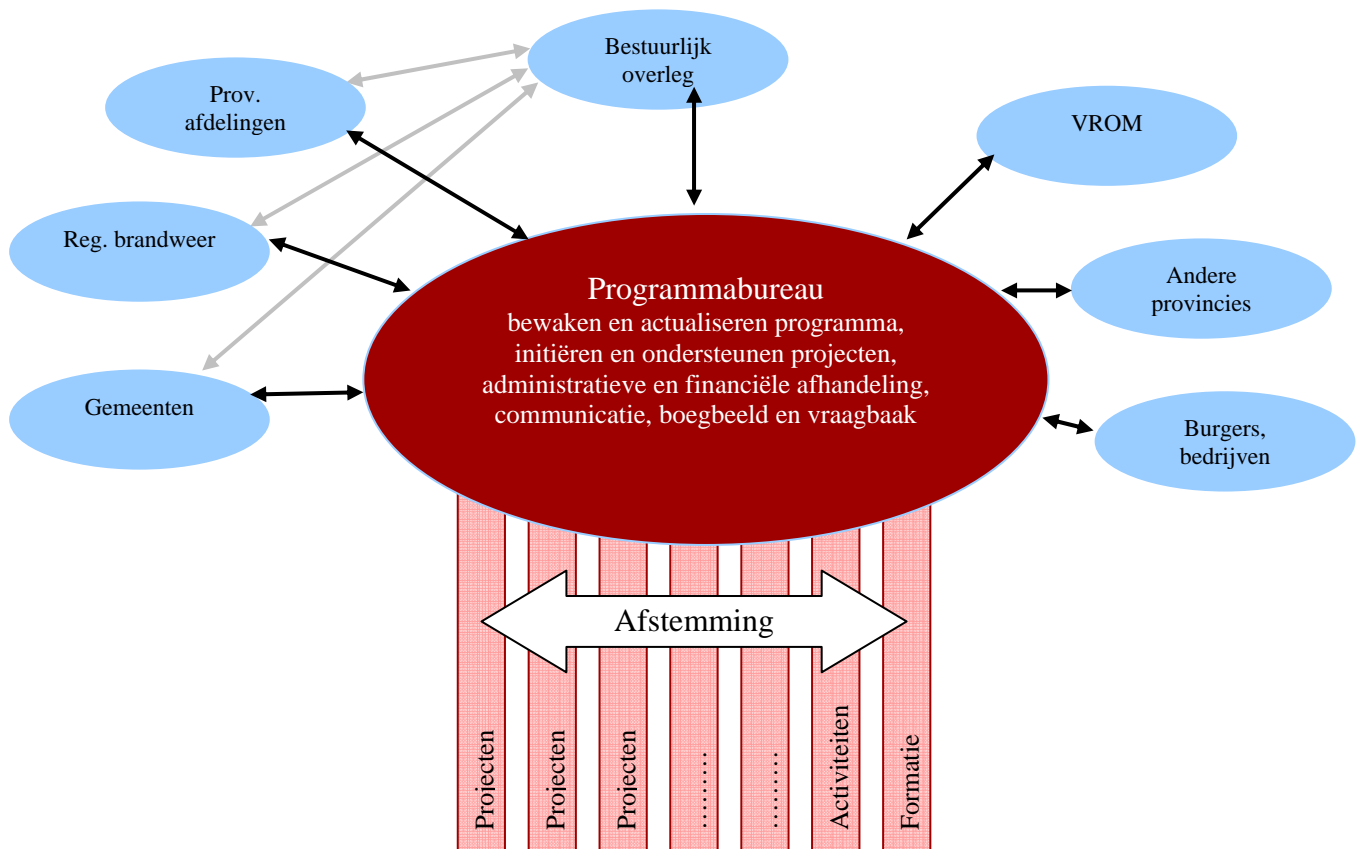 Bestuurlijk
overleg
Prov.
afdelingen
VROM
Reg. brandweer
Andere
provincies
Gemeenten
Burgers,
bedrijven
Programmabureau
bewaken en actualiseren programma,
initiëren en ondersteunen projecten,
administratieve en financiële afhandeling,
communicatie, boegbeeld en vraagbaak
Afstemming
Projecten
Projecten
Projecten
………
………
Activiteiten
Formatie